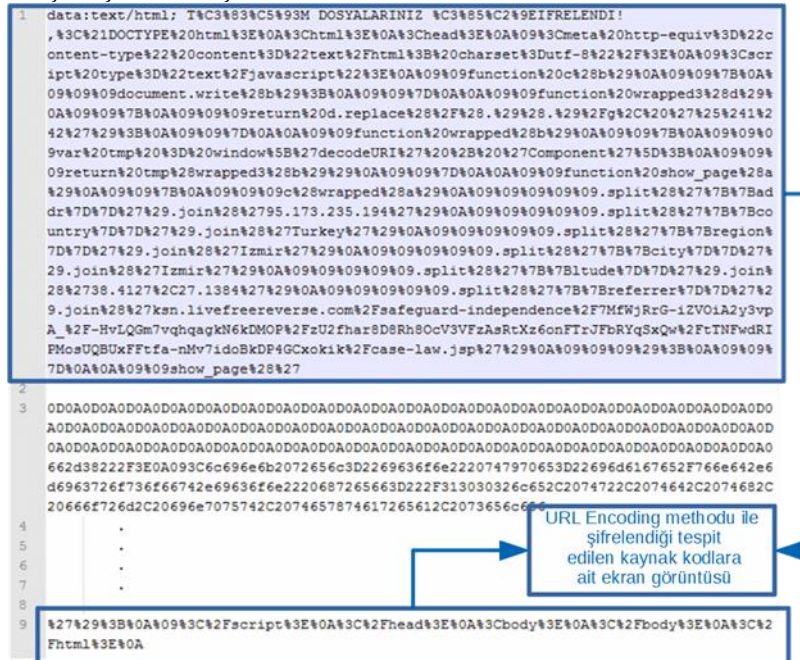 1 data:text/html; T%C3%83%C5%93M DOSYALARINIZ %C3%85%C2%9EIFRELENDI!
,%3C%21DOCTYPE%20html%3E%0A%3Chtml%3E%0A%3Chead%3E%0A%09%3Cmeta%20http-equiv%3D%22c
ontent-type%22%20content%3D%22text%2Fhtml%3B%20charset%3Dutf-8%22%2F%3E%0A%09%3Cscr
ipt%20type%3D%22text%2Fjavascript%22%3E%0A%09%09function%20c%28b%29%0A%09%09%7B%0A%
09%09%09document.write%28b%29%3B%0A%09%09%7D%0A%0A%09%09function%20wrapped3%28d%29%
0A%09%09%7B%0A%09%09%09return%20d.replace%28%2F%28.%29%28.%29%2Fg%2C%20%27%25%241%2
42%27%29%3B%0A%09%09%7D%0A%0A%09%09function%20wrapped%28b%29%0A%09%09%7B%0A%09%09%0
9var%20tmp%20%3D%20window%5B%27decodeURI%27%20%2B%20%27Component%27%5D%3B%0A%09%09%
09return%20tmp%28wrapped3%28b%29%29%0A%09%09%7D%0A%0A%09%09function%20show_page%28a
%29%0A%09%09%7B%0A%09%09%09c%28wrapped%28a%29%0A%09%09%09%09%09.split%28%27%7B%7Bad
dr%7D%7D%27%29.join%28%2795.173.235.194%27%29%0A%09%09%09%09%09.split%28%27%7B%7Bco
untry%7D%7D%27%29.join%28%27Turkey%27%29%0A%09%09%09%09%09.split%28%27%7B%7Bregion%
7D%7D%27%29.join%28%27Izmir%27%29%0A%09%09%09%09%09.split%28%27%7B%7Bcity%7D%7D%27%
29.join%28%27Izmir%27%29%0A%09%09%09%09%09.split%28%27%7B%7Bltude%7D%7D%27%29.join%
28%2738.4127%2C27.1384%27%29%0A%09%09%09%09%09.split%28%27%7B%7Breferrer%7D%7D%27%2
9.join%28%27ksn.livefreereverse.com%2Fsafeguard-independence%2F7MfWjRrG-iZVOiA2y3vp
A_%2F-HvLQGm7vqhqagkN6kDMOP%2FzU2fhar8D8Rh8OcV3VFzAsRtXz6onFTrJFbRYqSxQw%2FtTNFwdRI
PMosUQBUxFFtfa-nMv7idoBkDP4GCxokik%2Fcase-law.jsp%27%29%0A%09%09%09%29%3B%0A%09%09%
7D%0A%0A%09%09show_page%28%27
2
3 0D0A0D0A0D0A0D0A0D0A0D0A0D0A0D0A0D0A0D0A0D0A0D0A0D0A0D0A0D0A0D0A0D0A0D0A0D0A0D0A0D0
A0D0A0D0A0D0A0D0A0D0A0D0A0D0A0D0A0D0A0D0A0D0A0D0A0D0A0D0A0D0A0D0A0D0A0D0A0D0A0D0A0D
0A0D0A0D0A0D0A0D0A0D0A0D0A0D0A0D0A0D0A0D0A0D0A0D0A0D0A0D0A0D0A0D0A0D0A0D0A0D0A0D0A0
662d38222F3E0A093C6c696e6b2072656c3D2269636f6e2220747970653D22696d6167652F766e642e6
d6963726f736f66742e69636f6e2220687265663D222F313030326c652C2074722C2074642C2074682C
20666f726d2C20696e7075742C2074657874617265612C2073656c656
4 .
5 .
6 .
7 .
8
URL Encoding methodu ile
şifrelendiği tespit
edilen kaynak kodlara
ait ekran görüntüsü
9 %27%29%3B%0A%09%3C%2Fscript%3E%0A%3C%2Fhead%3E%0A%3Cbody%3E%0A%3C%2Fbody%3E%0A%3C%2
Fhtml%3E%0A